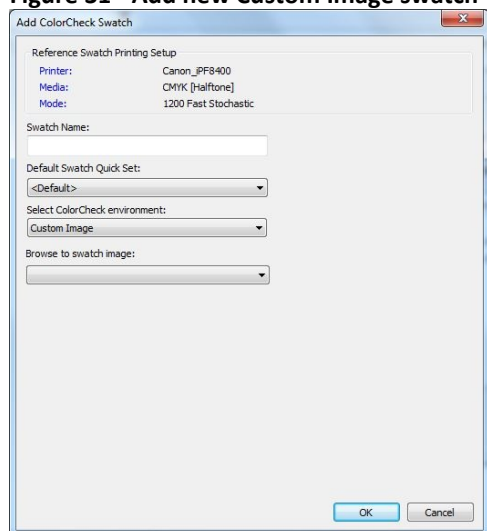 Figure 31 - Add new Custom Image swatch
Add ColorCheck Swatch
Reference Swatch Printing Setup
Printer: Canon_iPF8400
Media: CMYK [Halftone]
Mode: 1200 Fast Stochastic
Swatch Name:
Default Swatch Quick Set:
<Default>
Select ColorCheck environment:
Custom Image
Browse to swatch image:
OK Cancel